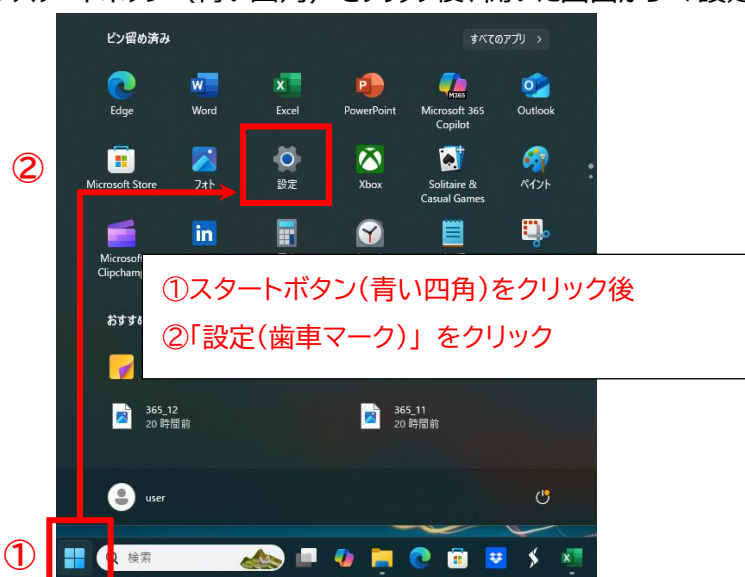 ピン留め済み
すべてのアプリ >
Edge
Word
Excel
PowerPoint
Microsoft 365 Copilot
Outlook
②
Microsoft Store
フォト
設定
Xbox
Solitaire & Casual Games
ペイント
Microsoft
①スタートボタン(青い四角)をクリック後
②「設定(歯車マーク)」をクリック
365_12
20 時間前
365_11
20 時間前
user
①
検索